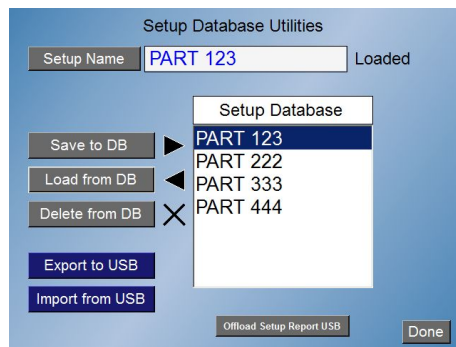 Setup Database Utilities
Setup Name PART 123 Loaded
Setup Database
PART 123
PART 222
PART 333
PART 444
Save to DB
Load from DB
Delete from DB
Export to USB
Import from USB
Offload Setup Report USB
Done